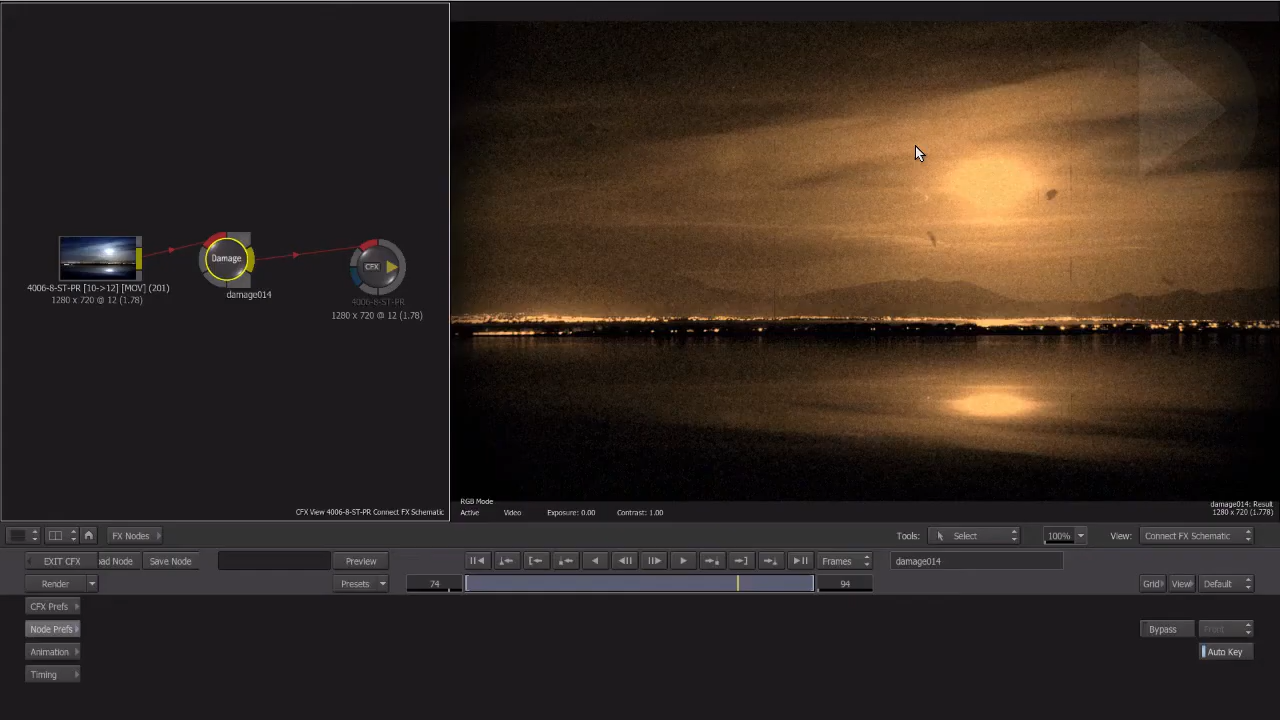 Damage
damage014
4006-8-ST-PR [10->12] [MOV] (201)
1280 x 720 @ 12 (1.78)
CFX
4006-8-ST-PR
1280 x 720 @ 12 (1.78)
CFX View 4006-8-ST-PR Connect FX Schematic
RGB Mode
Active Video Exposure: 0.00 Contrast: 1.00
damage014: Result
1280 x 720 (1.778)
FX Nodes
Tools: Select 100% View: Connect FX Schematic
EXIT CFX ad Node Save Node Preview Frames damage014
Render Presets 74 94 Grid View Default
CFX Prefs
Node Prefs Bypass Front
Animation Auto Key
Timing